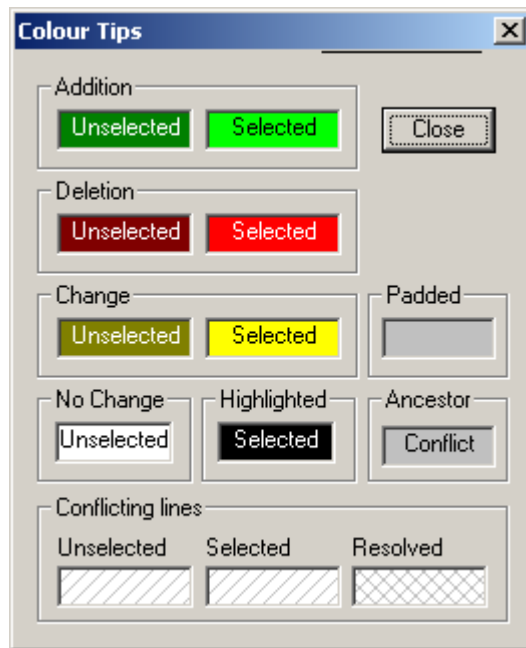 Colour Tips
Addition
Unselected Selected
Close
Deletion
Unselected Selected
Change
Unselected Selected
Padded
No Change
Unselected
Highlighted
Selected
Ancestor
Conflict
Conflicting lines
Unselected Selected Resolved